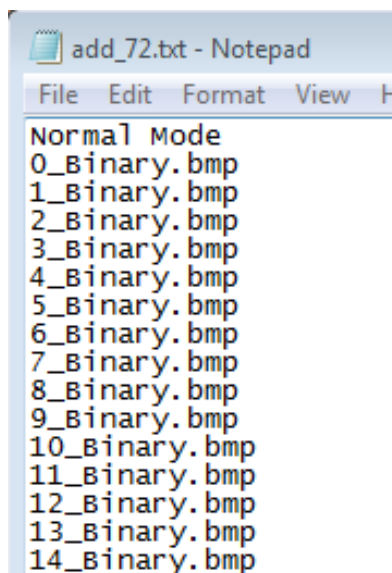 add_72.txt - Notepad
File Edit Format View H
Normal Mode
0_Binary.bmp
1_Binary.bmp
2_Binary.bmp
3_Binary.bmp
4_Binary.bmp
5_Binary.bmp
6_Binary.bmp
7_Binary.bmp
8_Binary.bmp
9_Binary.bmp
10_Binary.bmp
11_Binary.bmp
12_Binary.bmp
13_Binary.bmp
14_Binary.bmp